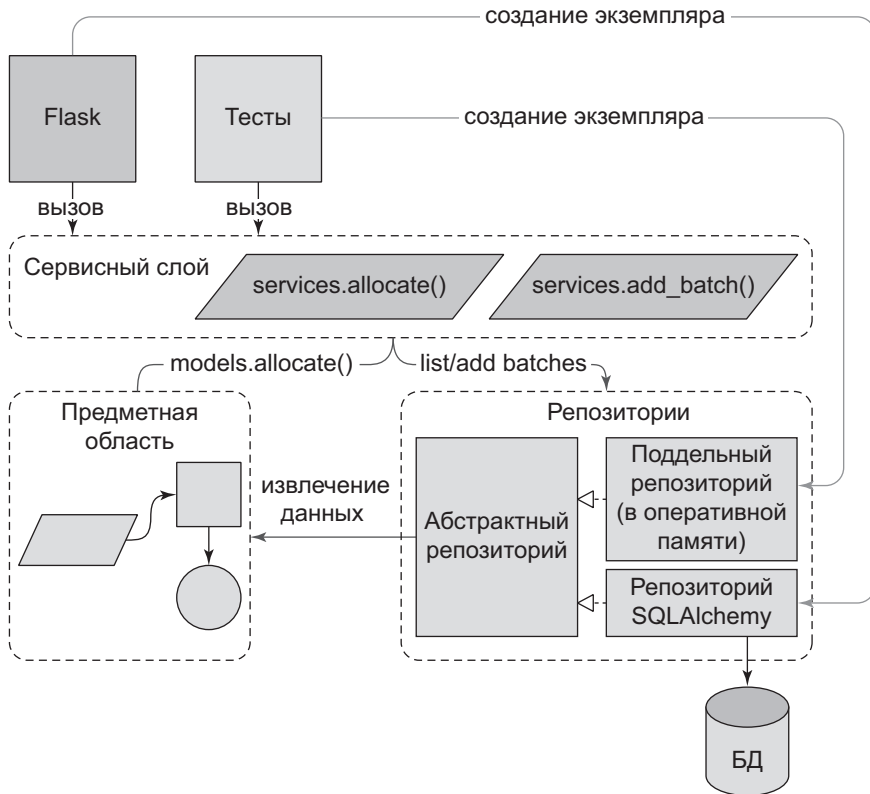 создание экземпляра
Flask
Тесты
создание экземпляра
вызов
вызов
Сервисный слой
services.allocate()
services.add_batch()
models.allocate()
list/add batches
Предметная
область
Репозитории
извлечение
данных
Абстрактный
репозиторий
Поддельный
репозиторий
(в оперативной
памяти)
Репозиторий
SQLAlchemy
БД